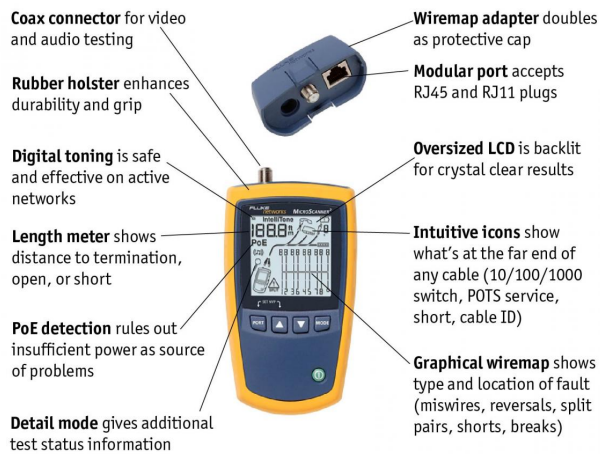 Coax connector for video
and audio testing
Rubber holster enhances
durability and grip
Digital toning is safe
and effective on active
networks
Length meter shows
distance to termination,
open, or short
PoE detection rules out
insufficient power as source
of problems
Detail mode gives additional
test status information
Wiremap adapter doubles
as protective cap
Modular port accepts
RJ45 and RJ11 plugs
Oversized LCD is backlit
for crystal clear results
Intuitive icons show
what's at the far end of
any cable (10/100/1000
switch, POTS service,
short, cable ID)
Graphical wiremap shows
type and location of fault
(miswires, reversals, split
pairs, shorts, breaks)
FLUKE
networks MICROSCANNER
IntelliTone
188.8
PoE
PORT
MODE